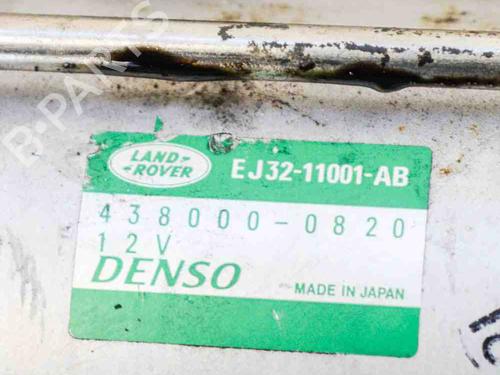 B-PARTS
LAND-
ROVER
EJ32-11001-AB
438000-0820
12V
DENSO
MADE IN JAPAN